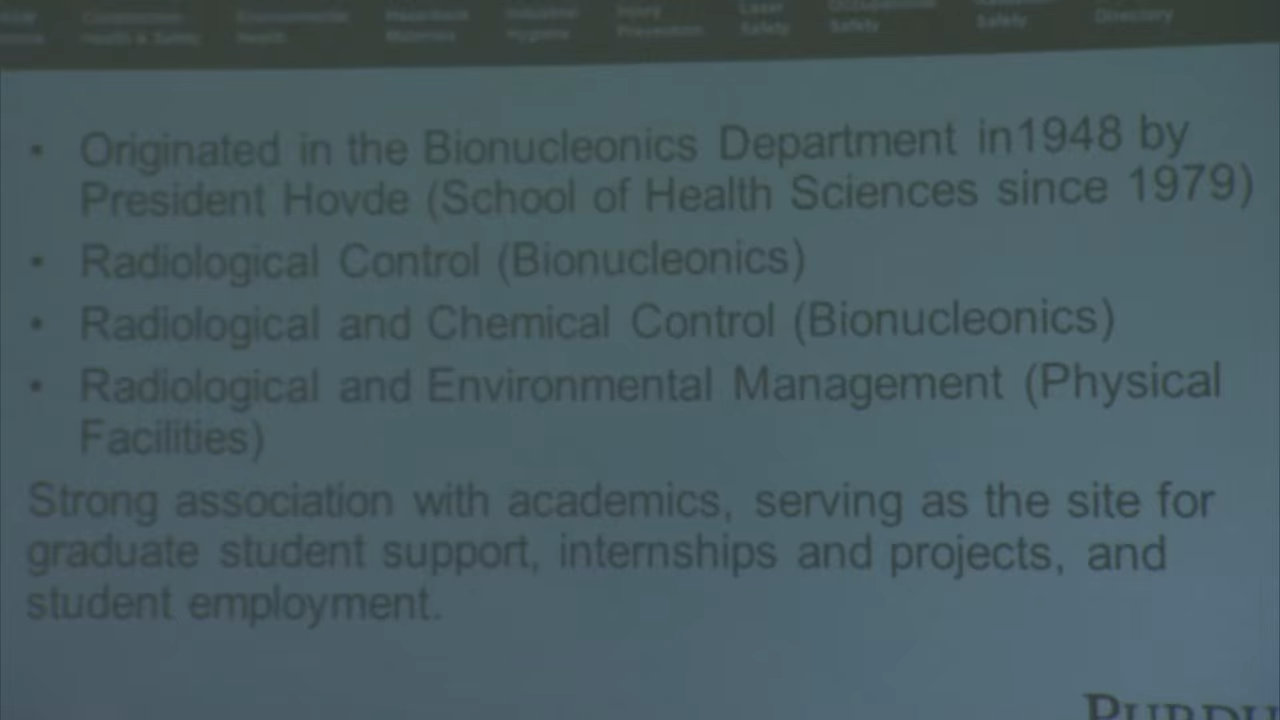 Construction Environmental Hazardous Industrial Injury Laser Occupational Directory
Health & Safety Health Materials Hygiene Prevention Safety Safety Safety
• Originated in the Bionucleonics Department in1948 by
President Hovde (School of Health Sciences since 1979)
• Radiological Control (Bionucleonics)
• Radiological and Chemical Control (Bionucleonics)
• Radiological and Environmental Management (Physical
Facilities)
Strong association with academics, serving as the site for
graduate student support, internships and projects, and
student employment.
PURDU